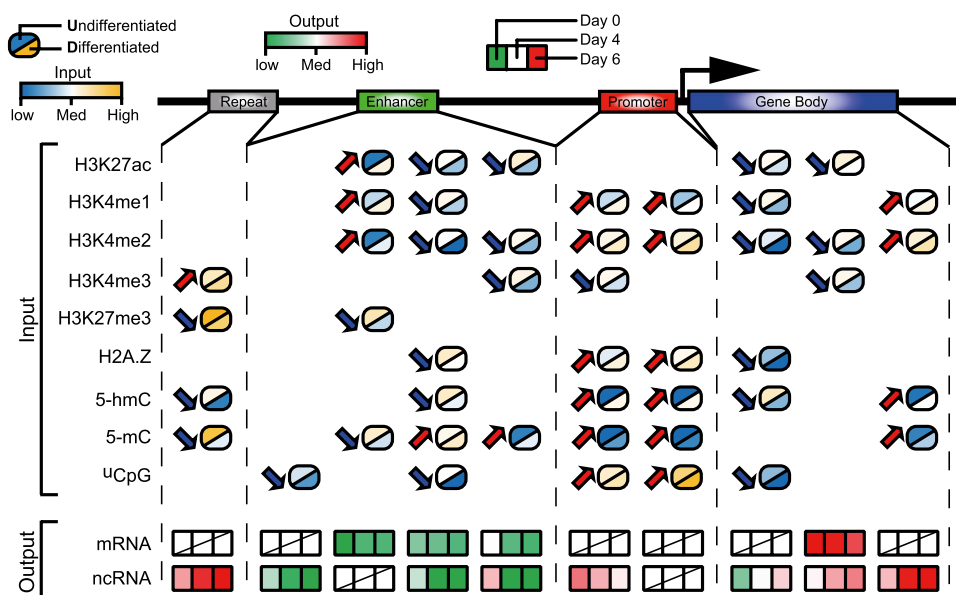 Undifferentiated
Differentiated
Input
low Med High
Output
low Med High
Day 0
Day 4
Day 6
Repeat Enhancer Promoter Gene Body
Input
H3K27ac
H3K4me1
H3K4me2
H3K4me3
H3K27me3
H2A.Z
5-hmC
5-mC
uCpG
Output
mRNA
ncRNA